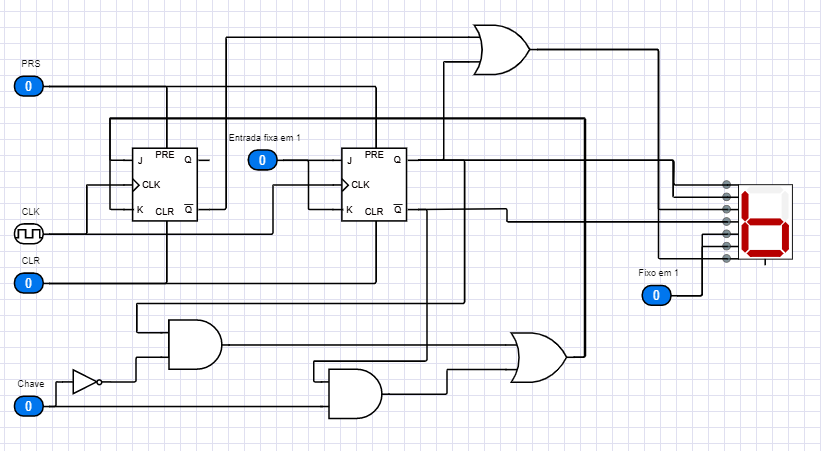 PRS
0
Entrada fixa em 1
0
J PRE Q
CLK
K CLR Q̅
J PRE Q
CLK
K CLR Q̅
CLK
CLR
0
Fixo em 1
0
Chave
0